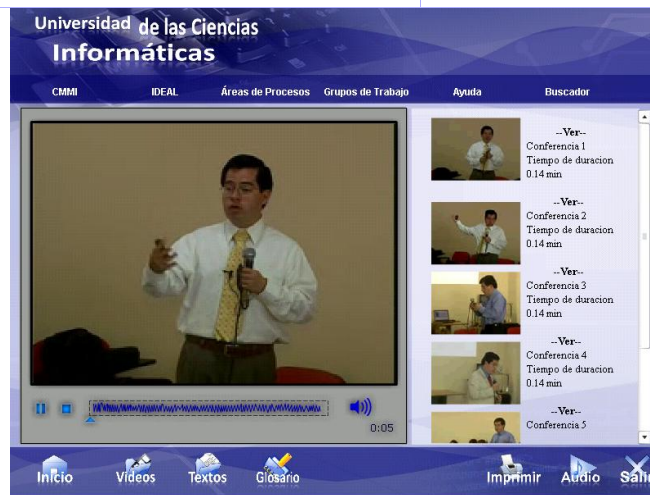 Universidad de las Ciencias
Informáticas
CMMI IDEAL Áreas de Procesos Grupos de Trabajo Ayuda Buscador
--Ver--
Conferencia 1
Tiempo de duracion
0.14 min
--Ver--
Conferencia 2
Tiempo de duracion
0.14 min
--Ver--
Conferencia 3
Tiempo de duracion
0.14 min
--Ver--
Conferencia 4
Tiempo de duracion
0.14 min
--Ver--
Conferencia 5
0:05
Inicio Videos Textos Glosario Imprimir Audio Sali